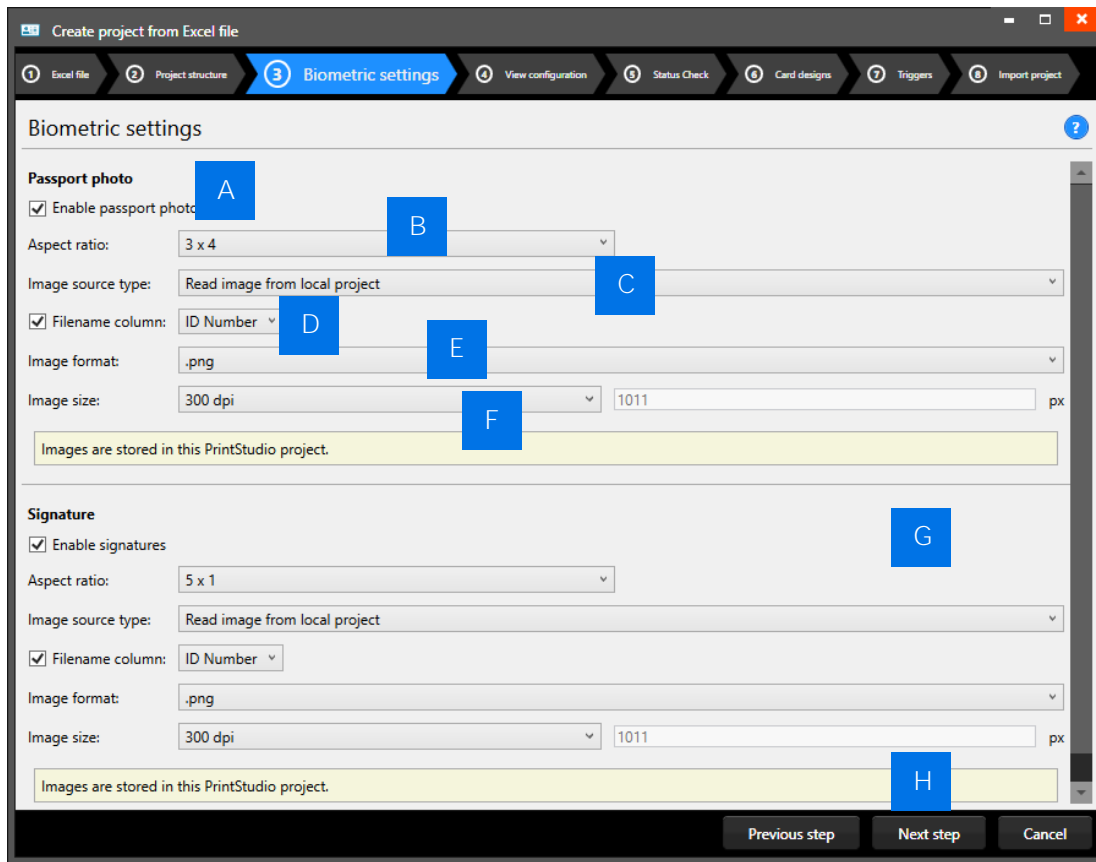 Create project from Excel file
1 Excel file 2 Project structure 3 Biometric settings 4 View configuration 5 Status Check 6 Card designs 7 Triggers 8 Import project
Biometric settings ?
Passport photo
A
Enable passport photo
B
Aspect ratio: 3 x 4
Image source type: Read image from local project
C
Filename column: ID Number
D
E
Image format: .png
Image size: 300 dpi 1011 px
F
Images are stored in this PrintStudio project.
Signature
G
Enable signatures
Aspect ratio: 5 x 1
Image source type: Read image from local project
Filename column: ID Number
Image format: .png
Image size: 300 dpi 1011 px
H
Images are stored in this PrintStudio project.
Previous step Next step Cancel